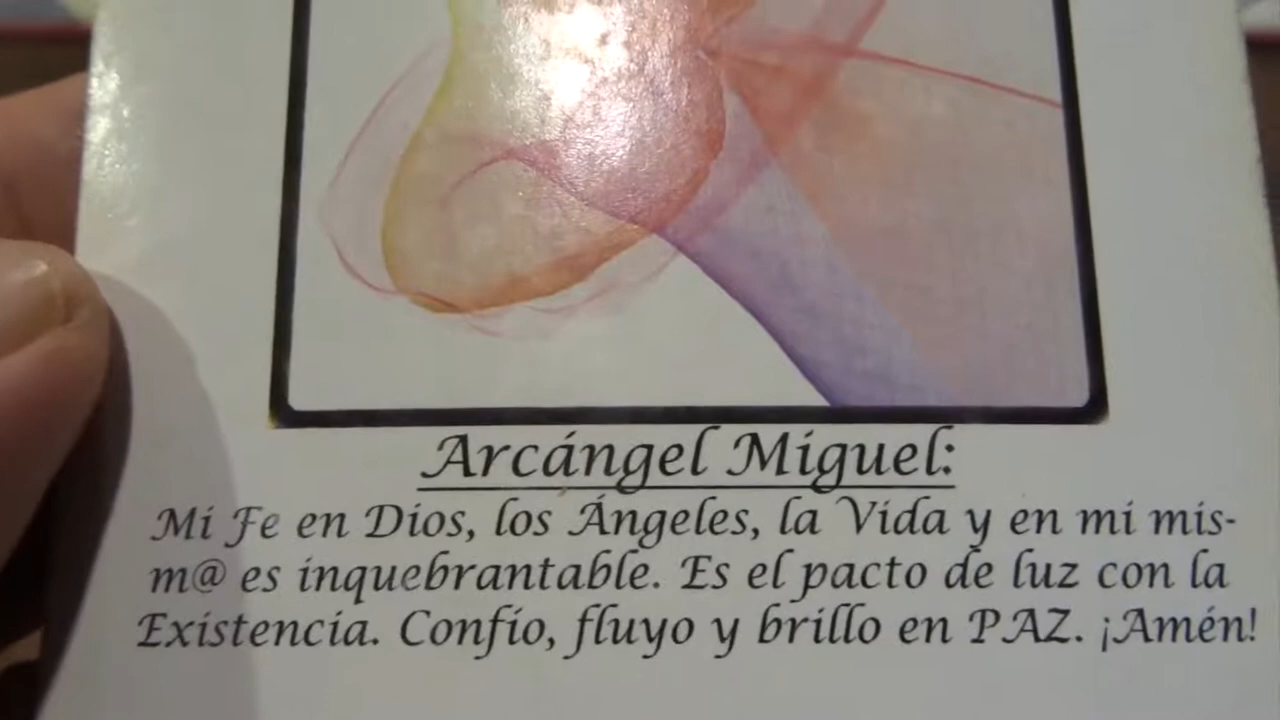 Arcángel Miguel:
Mi Fe en Dios, los Ángeles, la Vida y en mi mis-
m@ es inquebrantable. Es el pacto de luz con la
Existencia. Confío, fluyo y brillo en PAZ. ¡Amén!